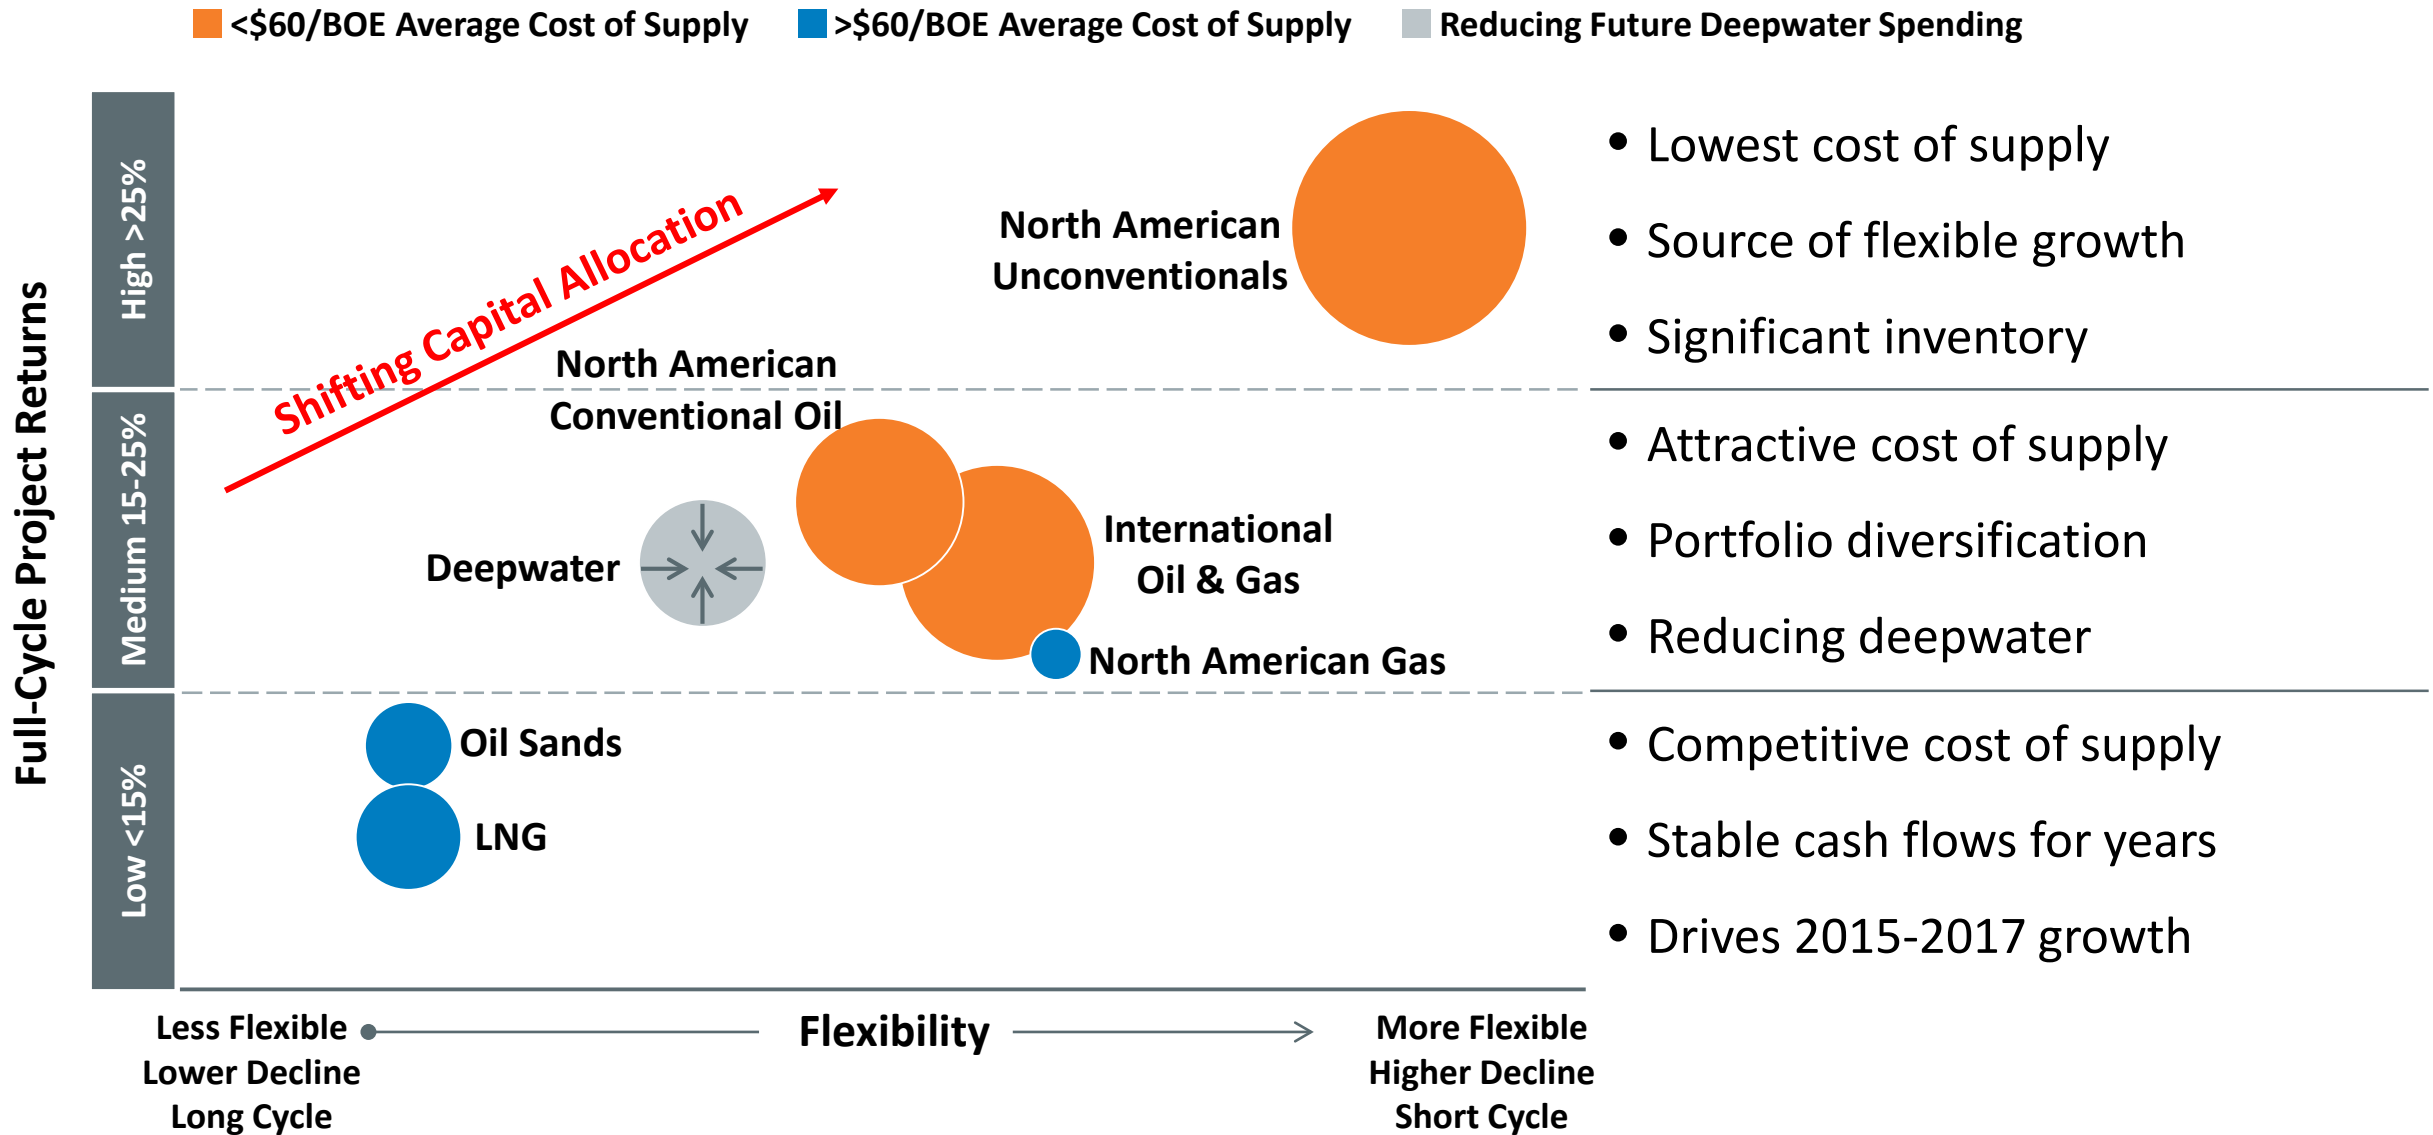 <$60/BOE Average Cost of Supply
>$60/BOE Average Cost of Supply
Reducing Future Deepwater Spending
Full-Cycle Project Returns
High >25%
Medium 15-25%
Low <15%
Shifting Capital Allocation
North American
Unconventionals
North American
Conventional Oil
Deepwater
International
Oil & Gas
North American Gas
Oil Sands
LNG
• Lowest cost of supply
• Source of flexible growth
• Significant inventory
• Attractive cost of supply
• Portfolio diversification
• Reducing deepwater
• Competitive cost of supply
• Stable cash flows for years
• Drives 2015-2017 growth
Less Flexible
Lower Decline
Long Cycle
Flexibility
More Flexible
Higher Decline
Short Cycle